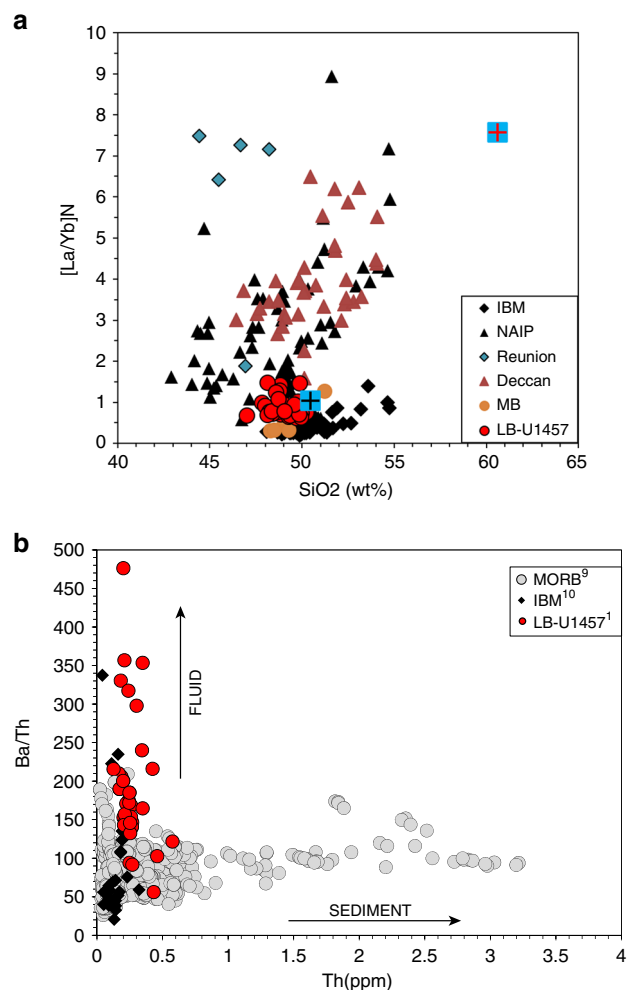 a
10
9
8
7
6
5
4
3
2
1
0
[La/Yb]N
40 45 50 55 60 65
SiO2 (wt%)
IBM
NAIP
Reunion
Deccan
MB
LB-U1457
b
500
450
400
350
300
250
200
150
100
50
0
Ba/Th
MORB9
IBM10
LB-U14571
FLUID
SEDIMENT
0 0.5 1 1.5 2 2.5 3 3.5 4
Th(ppm)